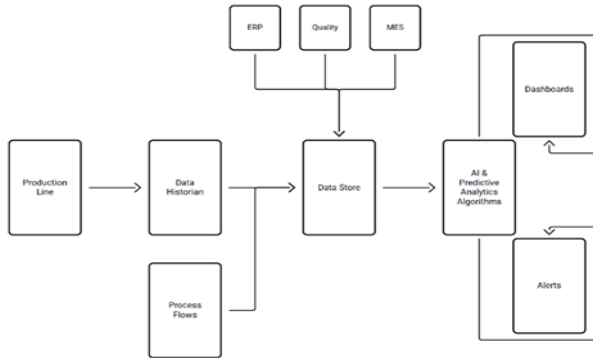 ERP
Quality
MES
Dashboards
Production
Line
Data
Historian
Data Store
AI &
Predictive
Analytics
Algorithms
Process
Flows
Alerts